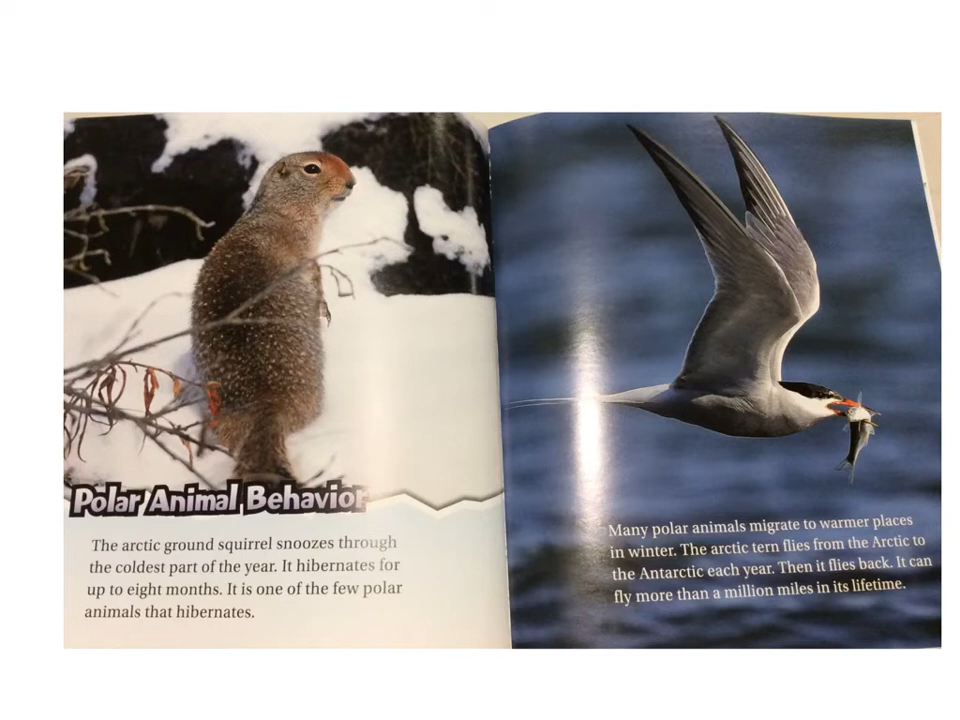 Polar Animal Behavior
The arctic ground squirrel snoozes through
the coldest part of the year. It hibernates for
up to eight months. It is one of the few polar
animals that hibernates.
Many polar animals migrate to warmer places
in winter. The arctic tern flies from the Arctic to
the Antarctic each year. Then it flies back. It can
fly more than a million miles in its lifetime.